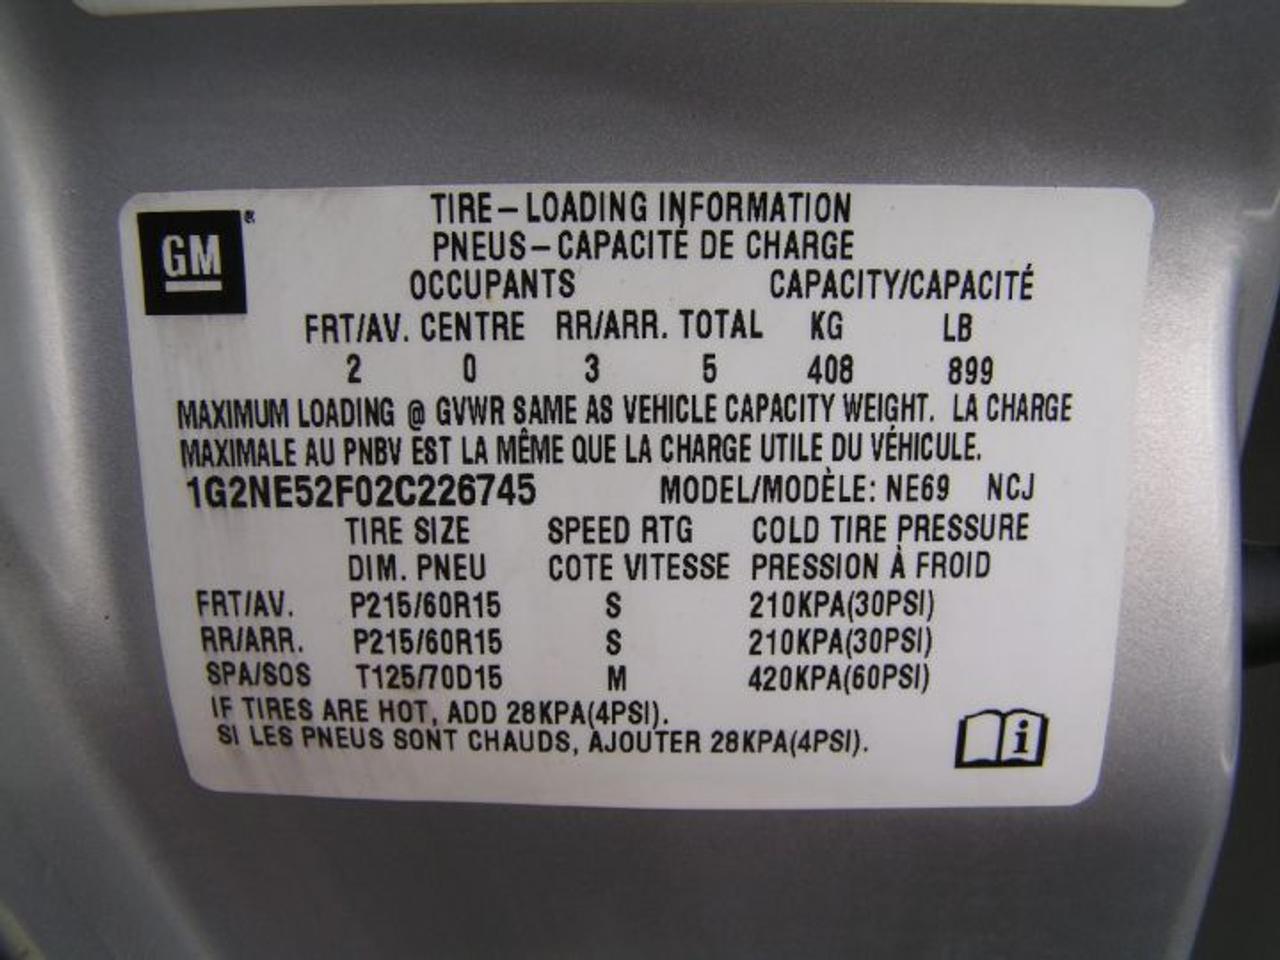 GM®
TIRE-LOADING INFORMATION
PNEUS-CAPACITÉ DE CHARGE
OCCUPANTS CAPACITY/CAPACITÉ
FRT/AV. CENTRE RR/ARR. TOTAL KG LB
2 0 3 5 408 899
MAXIMUM LOADING @ GVWR SAME AS VEHICLE CAPACITY WEIGHT. LA CHARGE
MAXIMALE AU PNBV EST LA MÊME QUE LA CHARGE UTILE DU VÉHICULE.
1G2NE52F02C226745 MODEL/MODÈLE: NE69 NCJ
TIRE SIZE SPEED RTG COLD TIRE PRESSURE
DIM. PNEU COTE VITESSE PRESSION À FROID
FRT/AV. P215/60R15 S 210KPA(30PSI)
RR/ARR. P215/60R15 S 210KPA(30PSI)
SPA/SOS T125/70D15 M 420KPA(60PSI)
IF TIRES ARE HOT, ADD 28KPA(4PSI).
SI LES PNEUS SONT CHAUDS, AJOUTER 28KPA(4PSI).
i